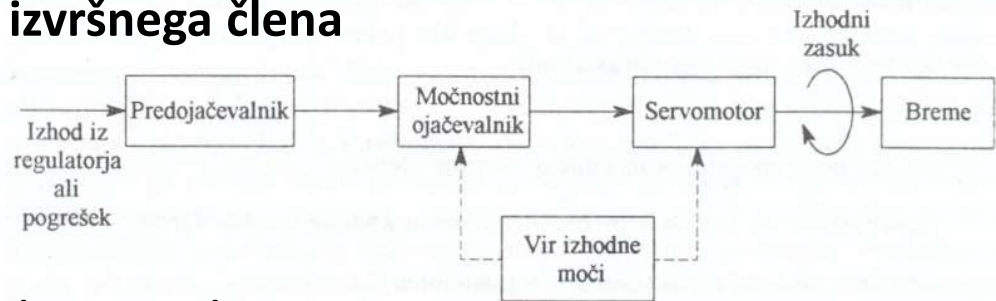 izvršnega člena
Izhodni
zasuk
Predojačevalnik
Močnostni
ojačevalnik
Servomotor
Breme
Izhod iz
regulatorja
ali
pogrešek
Vir izhodne
moči